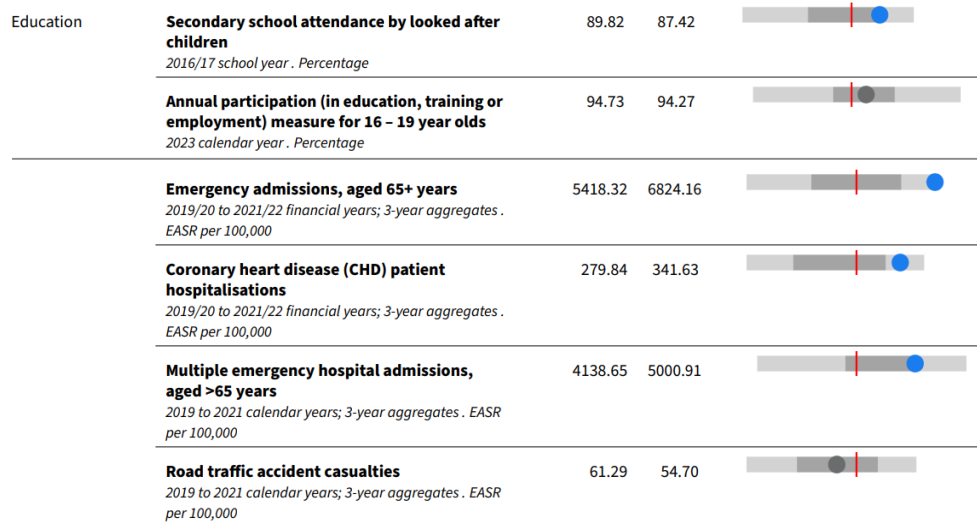 Education
Secondary school attendance by looked after 89.82 87.42
children
2016/17 school year . Percentage
Annual participation (in education, training or 94.73 94.27
employment) measure for 16 – 19 year olds
2023 calendar year . Percentage
Emergency admissions, aged 65+ years 5418.32 6824.16
2019/20 to 2021/22 financial years; 3-year aggregates .
EASR per 100,000
Coronary heart disease (CHD) patient 279.84 341.63
hospitalisations
2019/20 to 2021/22 financial years; 3-year aggregates .
EASR per 100,000
Multiple emergency hospital admissions, 4138.65 5000.91
aged >65 years
2019 to 2021 calendar years; 3-year aggregates . EASR
per 100,000
Road traffic accident casualties 61.29 54.70
2019 to 2021 calendar years; 3-year aggregates . EASR
per 100,000